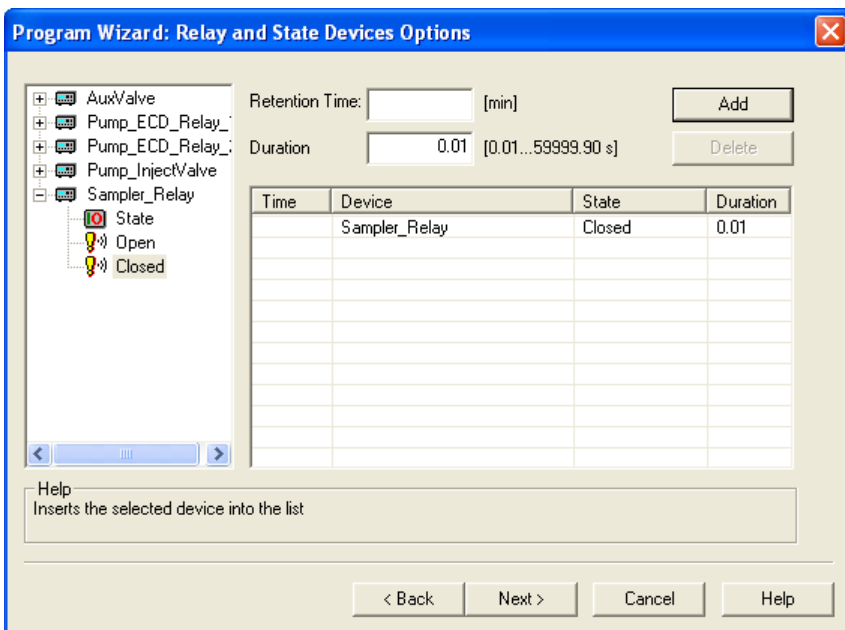 Program Wizard: Relay and State Devices Options
AuxValve
Pump_ECD_Relay_
Pump_ECD_Relay_
Pump_InjectValve
Sampler_Relay
State
Open
Closed
Retention Time: [min]
Add
Duration 0.01 [0.01...59999.90 s]
Delete
Time Device State Duration
Sampler_Relay Closed 0.01
Help
Inserts the selected device into the list
< Back Next > Cancel Help